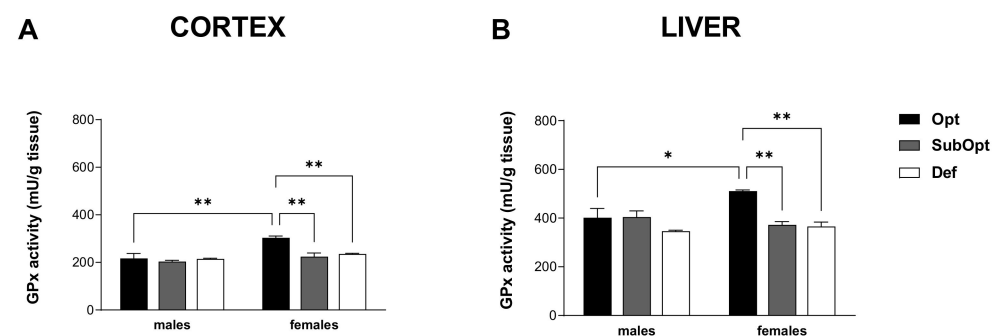 A
CORTEX
GPx activity (mU/g tissue)
800
600
400
200
0
**
**
**
males
females
B
LIVER
GPx activity (mU/g tissue)
800
600
400
200
0
*
**
**
males
females
Opt
SubOpt
Def